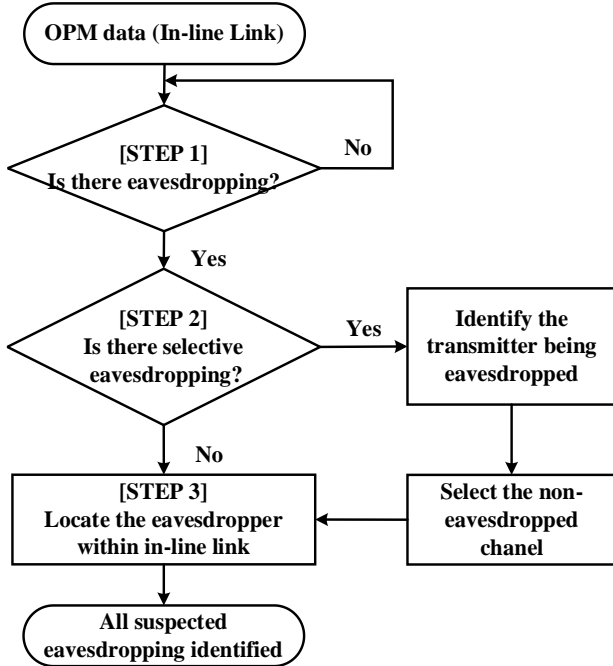 OPM data (In-line Link)
[STEP 1]
Is there eavesdropping?
No
Yes
[STEP 2]
Is there selective
eavesdropping?
Yes
Identify the
transmitter being
eavesdropped
No
[STEP 3]
Locate the eavesdropper
within in-line link
Select the non-
eavesdropped
chanel
All suspected
eavesdropping identified